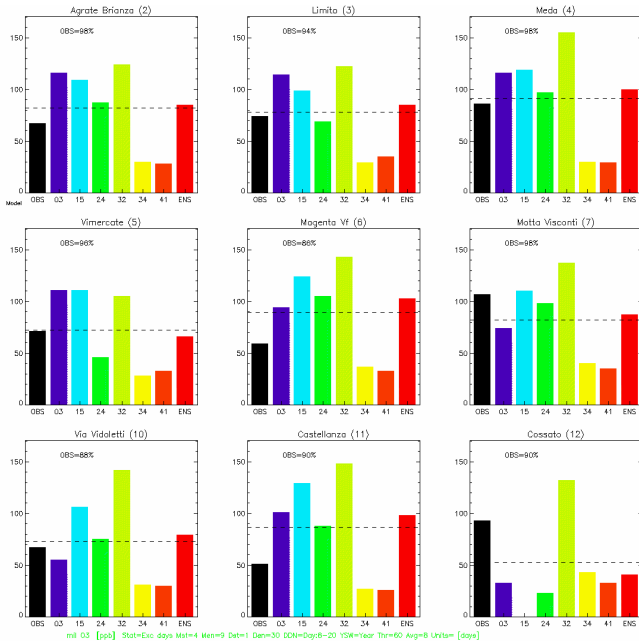 Agrate Brianza (2) Limito (3) Meda (4)
OBS=98% OBS=94%
150 150 150
100 100 100
50 50 50
0 0 0
OBS 03 15 24 32 34 41 ENS OBS 03 15 24 32 34 41 ENS OBS 03 15 24 32 34 41 ENS
Model
Vimercate (5) Magenta Vf (6) Motta Visconti (7)
OBS=96% OBS=86% OBS=98%
150 150 150
100 100 100
50 50 50
0 0 0
OBS 03 15 24 32 34 41 ENS OBS 03 15 24 32 34 41 ENS OBS 03 15 24 32 34 41 ENS
Via Vidoletti (10) Castellanza (11) Cossato (12)
OBS=88% OBS=90% OBS=90%
150 150 150
100 100 100
50 50 50
0 0 0
OBS 03 15 24 32 34 41 ENS OBS 03 15 24 32 34 41 ENS OBS 03 15 24 32 34 41 ENS
mil O3 [ppb] Stat=Exc days Mst=4 Men=9 Dst=1 Den=30 DDN=Day:8-20 YSW=Year Thr=60 Avg=8 Units= [days]